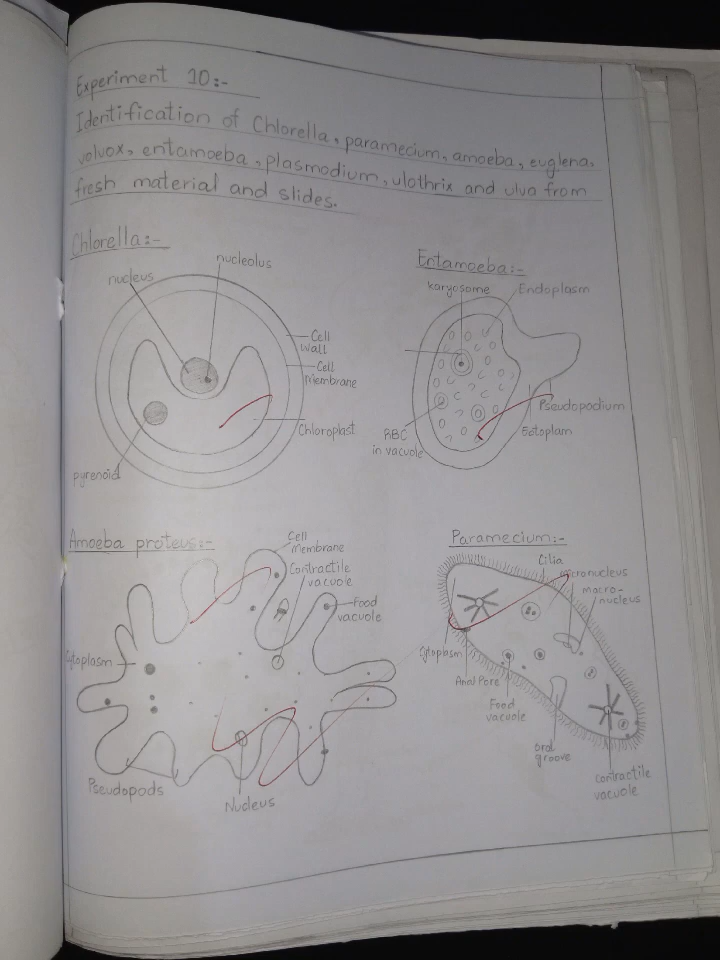 Experiment 10:-
Identification of Chlorella, paramecium, amoeba, euglena,
volvox, entamoeba, plasmodium, ulothrix and ulva from
fresh material and slides.
Chlorella:-
nucleus
nucleolus
Cell
wall
Cell
Membrane
Chloroplast
pyrenoid
Entamoeba:-
karyosome
Endoplasm
Pseudopodium
Ectoplam
RBC
in vacuole
Amoeba proteus:-
Cell
Membrane
Contractile
vacuole
Food
vacuole
Cytoplasm
Pseudopods
Nucleus
Paramecium:-
Cilia
micronucleus
macro-
nucleus
Cytoplasm
Anal Pore
Food
vacuole
Oral
groove
Contractile
vacuole